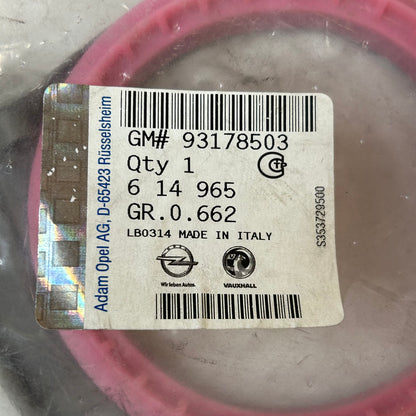 GM# 93178503
Qty 1
6 14 965
GR.0.662
LB0314 MADE IN ITALY
Wir leben Autos.
VAUXHALL
Adam Opel AG, D-65423 Rüsselsheim
S353729500